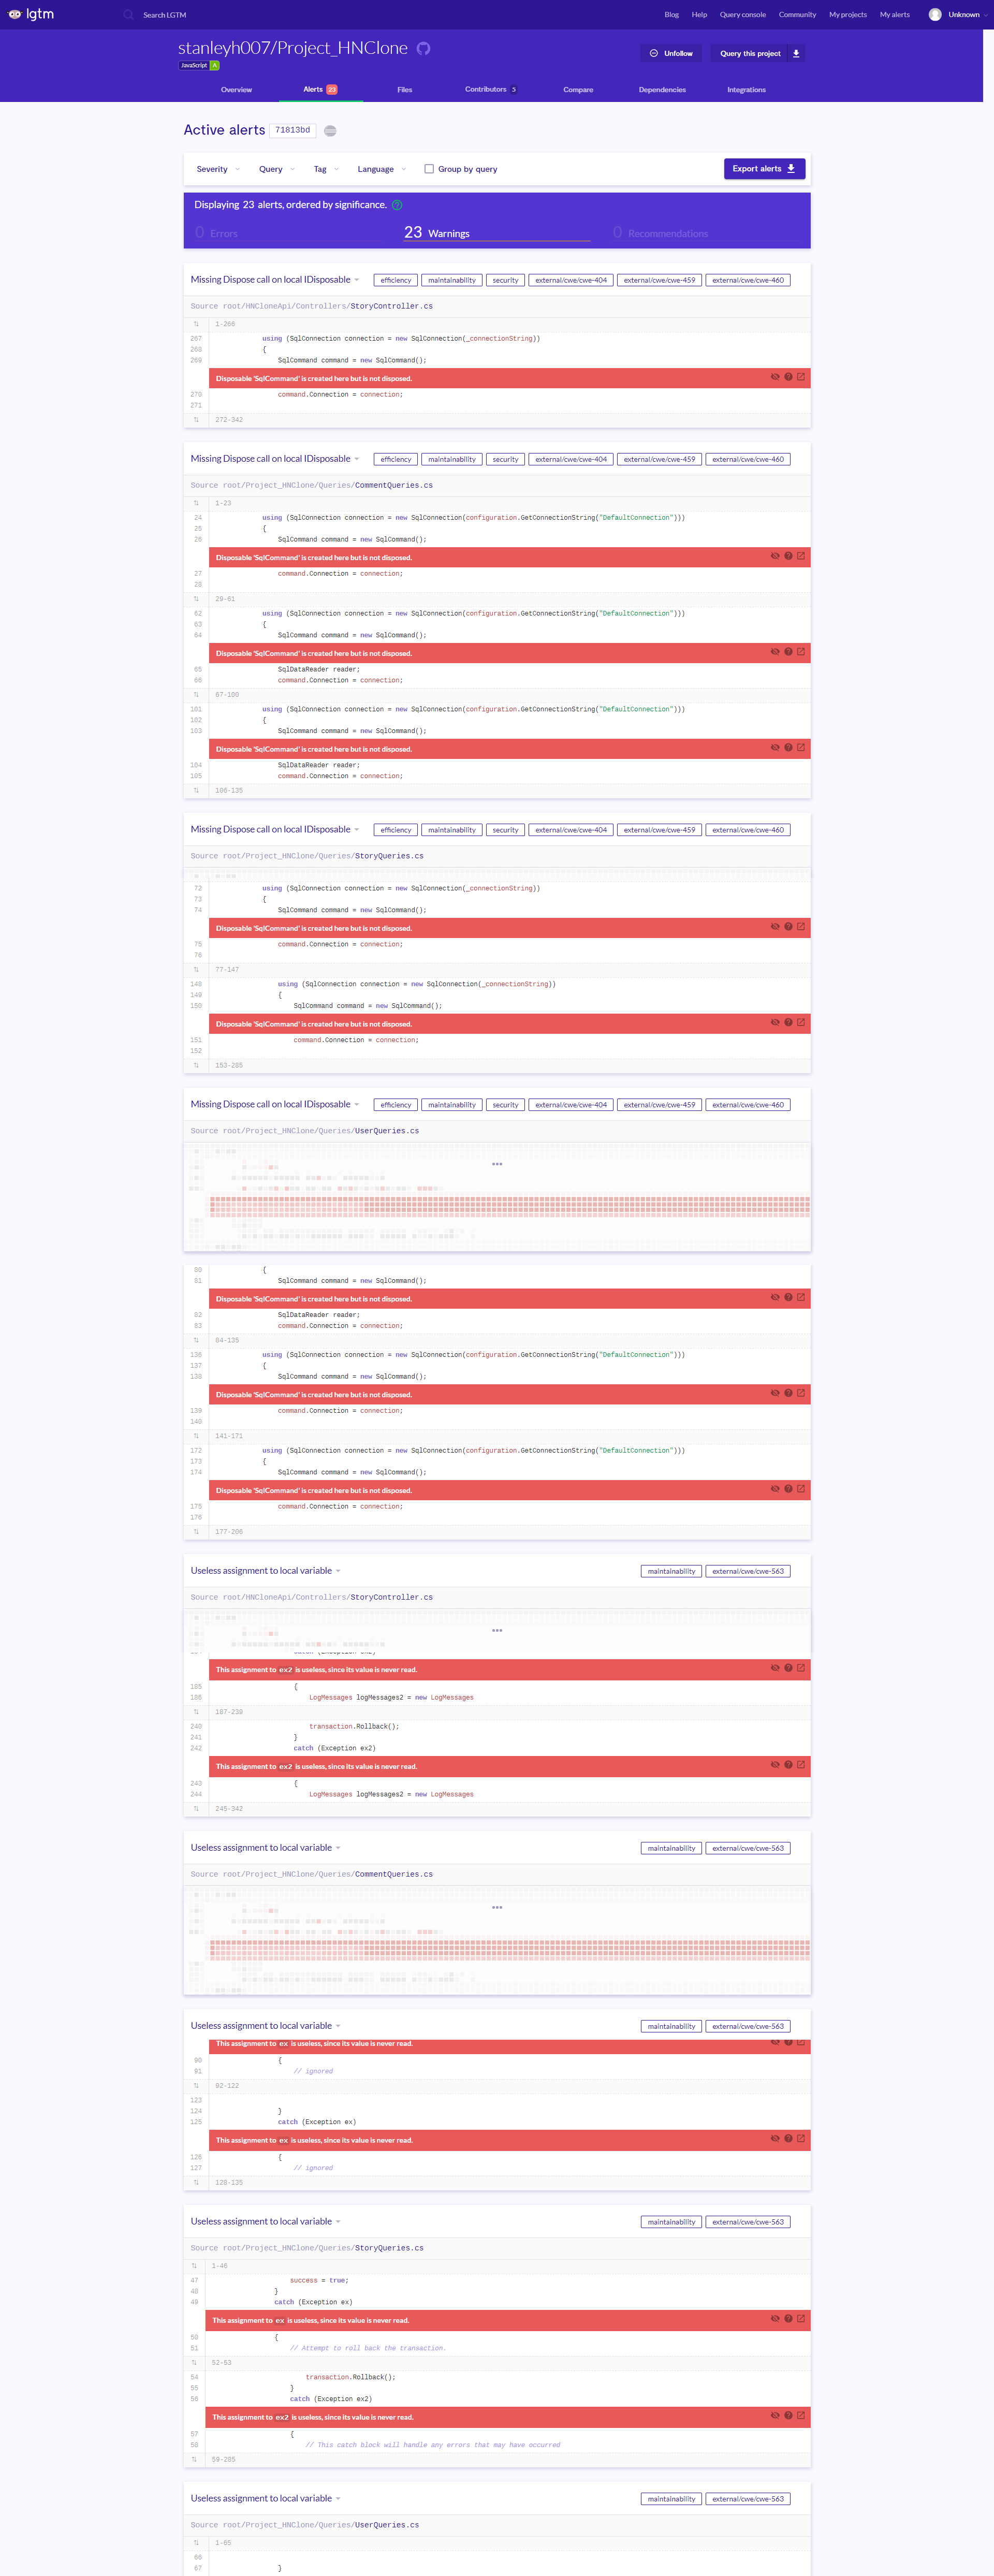 lgtm
Search LGTM
Blog Help Query console Community My projects My alerts Unknown
stanleyh007/Project_HNClone
JavaScript A
Unfollow Query this project
Overview Alerts 23 Files Contributors 5 Compare Dependencies Integrations
Active alerts 71813bd
Severity Query Tag Language Group by query Export alerts
Displaying 23 alerts, ordered by significance.
0 Errors 23 Warnings 0 Recommendations
Missing Dispose call on local IDisposable efficiency maintainability security external/cwe/cwe-404 external/cwe/cwe-459 external/cwe/cwe-460
Source root/HNCloneApi/Controllers/StoryController.cs
1-266
267 using (SqlConnection connection = new SqlConnection(_connectionString))
268 {
269 SqlCommand command = new SqlCommand();
Disposable 'SqlCommand' is created here but is not disposed.
270 command.Connection = connection;
271
272-342
Missing Dispose call on local IDisposable efficiency maintainability security external/cwe/cwe-404 external/cwe/cwe-459 external/cwe/cwe-460
Source root/Project_HNClone/Queries/CommentQueries.cs
1-23
24 using (SqlConnection connection = new SqlConnection(configuration.GetConnectionString("DefaultConnection")))
25 {
26 SqlCommand command = new SqlCommand();
Disposable 'SqlCommand' is created here but is not disposed.
27 command.Connection = connection;
28
29-61
62 using (SqlConnection connection = new SqlConnection(configuration.GetConnectionString("DefaultConnection")))
63 {
64 SqlCommand command = new SqlCommand();
Disposable 'SqlCommand' is created here but is not disposed.
65 SqlDataReader reader;
66 command.Connection = connection;
67-100
101 using (SqlConnection connection = new SqlConnection(configuration.GetConnectionString("DefaultConnection")))
102 {
103 SqlCommand command = new SqlCommand();
Disposable 'SqlCommand' is created here but is not disposed.
104 SqlDataReader reader;
105 command.Connection = connection;
106-135
Missing Dispose call on local IDisposable efficiency maintainability security external/cwe/cwe-404 external/cwe/cwe-459 external/cwe/cwe-460
Source root/Project_HNClone/Queries/StoryQueries.cs
72 using (SqlConnection connection = new SqlConnection(_connectionString))
73 {
74 SqlCommand command = new SqlCommand();
Disposable 'SqlCommand' is created here but is not disposed.
75 command.Connection = connection;
76
77-147
148 using (SqlConnection connection = new SqlConnection(_connectionString))
149 {
150 SqlCommand command = new SqlCommand();
Disposable 'SqlCommand' is created here but is not disposed.
151 command.Connection = connection;
152
153-285
Missing Dispose call on local IDisposable efficiency maintainability security external/cwe/cwe-404 external/cwe/cwe-459 external/cwe/cwe-460
Source root/Project_HNClone/Queries/UserQueries.cs
80 {
81 SqlCommand command = new SqlCommand();
Disposable 'SqlCommand' is created here but is not disposed.
82 SqlDataReader reader;
83 command.Connection = connection;
84-135
136 using (SqlConnection connection = new SqlConnection(configuration.GetConnectionString("DefaultConnection")))
137 {
138 SqlCommand command = new SqlCommand();
Disposable 'SqlCommand' is created here but is not disposed.
139 command.Connection = connection;
140
141-171
172 using (SqlConnection connection = new SqlConnection(configuration.GetConnectionString("DefaultConnection")))
173 {
174 SqlCommand command = new SqlCommand();
Disposable 'SqlCommand' is created here but is not disposed.
175 command.Connection = connection;
176
177-206
Useless assignment to local variable maintainability external/cwe/cwe-563
Source root/HNCloneApi/Controllers/StoryController.cs
This assignment to ex2 is useless, since its value is never read.
185 {
186 LogMessages logMessages2 = new LogMessages
187-239
240 transaction.Rollback();
241 }
242 catch (Exception ex2)
This assignment to ex2 is useless, since its value is never read.
243 {
244 LogMessages logMessages2 = new LogMessages
245-342
Useless assignment to local variable maintainability external/cwe/cwe-563
Source root/Project_HNClone/Queries/CommentQueries.cs
Useless assignment to local variable maintainability external/cwe/cwe-563
This assignment to ex is useless, since its value is never read.
90 {
91 // ignored
92-122
123
124 }
125 catch (Exception ex)
This assignment to ex is useless, since its value is never read.
126 {
127 // ignored
128-135
Useless assignment to local variable maintainability external/cwe/cwe-563
Source root/Project_HNClone/Queries/StoryQueries.cs
1-46
47 success = true;
48 }
49 catch (Exception ex)
This assignment to ex is useless, since its value is never read.
50 {
51 // Attempt to roll back the transaction.
52-53
54 transaction.Rollback();
55 }
56 catch (Exception ex2)
This assignment to ex2 is useless, since its value is never read.
57 {
58 // This catch block will handle any errors that may have occurred
59-285
Useless assignment to local variable maintainability external/cwe/cwe-563
Source root/Project_HNClone/Queries/UserQueries.cs
1-65
66
67 }